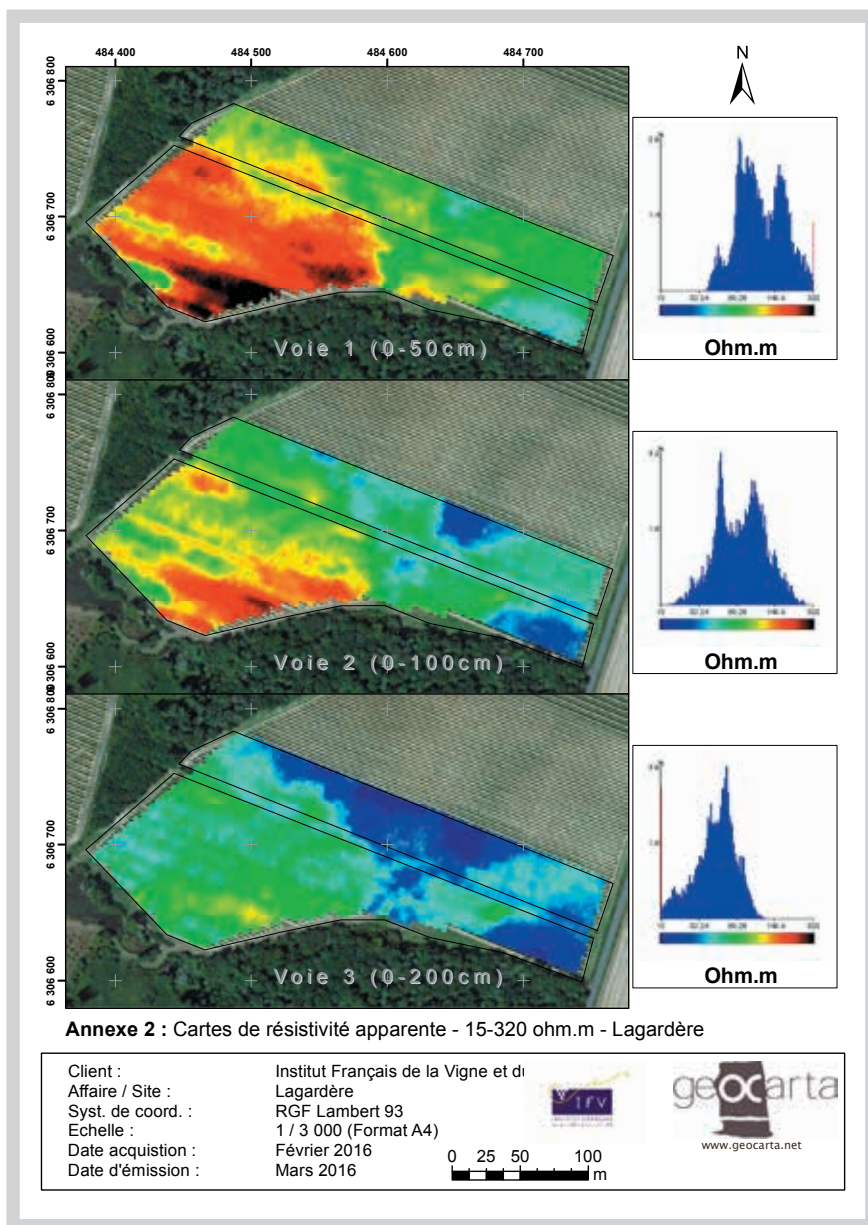 484 400 484 500 484 600 484 700
6 306 800
6 306 700
6 306 600
N
Voie 1 (0-50cm)
Ohm.m
6 306 800
6 306 700
6 306 600
Voie 2 (0-100cm)
Ohm.m
6 306 800
6 306 700
6 306 600
Voie 3 (0-200cm)
Ohm.m
Annexe 2 : Cartes de résistivité apparente - 15-320 ohm.m - Lagardère
Client : Institut Français de la Vigne et du
Affaire / Site : Lagardère
Syst. de coord. : RGF Lambert 93
Echelle : 1 / 3 000 (Format A4)
Date acquistion : Février 2016
Date d'émission : Mars 2016
0 25 50 100
m
IFV
geocarta
www.geocarta.net